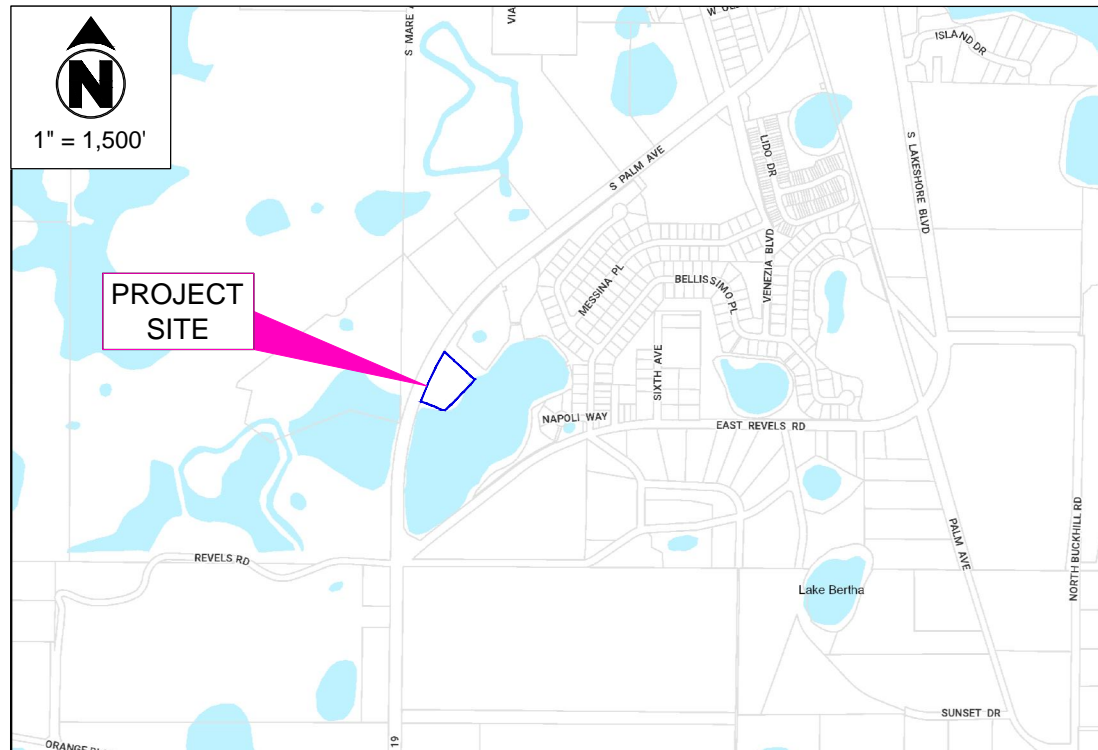 N
1" = 1,500'
S MARE
VIA
ISLAND DR
S PALM AVE
LIDO DR
S LAKESHORE BLVD
PROJECT
SITE
MESSINA PL
BELLISSIMO PL
VENEZIA BLVD
SIXTH AVE
NAPOLI WAY
EAST REVELS RD
REVELS RD
PALM AVE
NORTH BUCKHILL RD
Lake Bertha
SUNSET DR
19
ORANGE